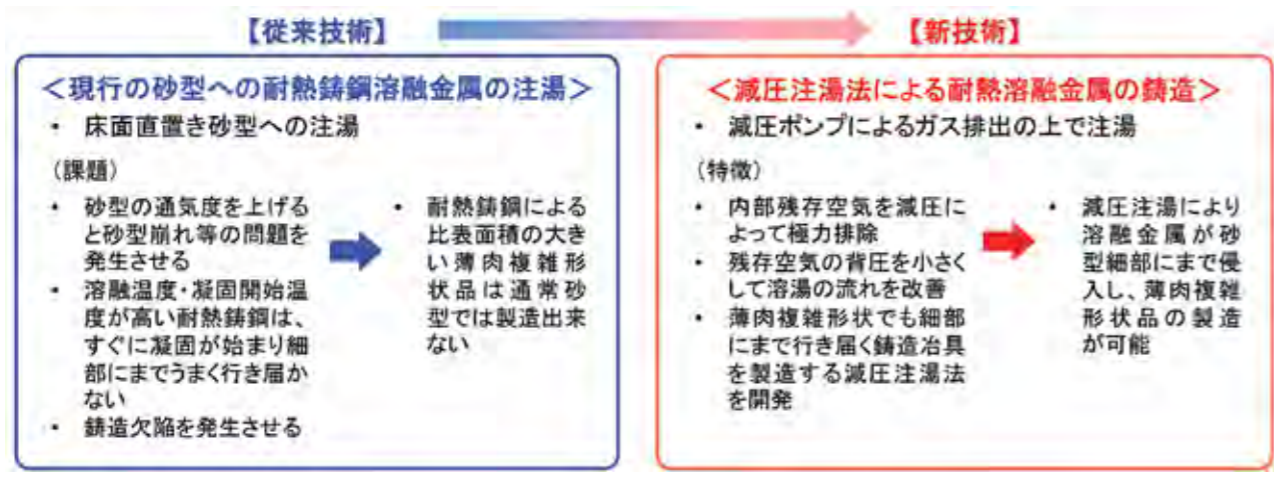 【従来技術】
【新技術】
＜現行の砂型への耐熱鋳鋼溶融金属の注湯＞
・ 床面直置き砂型への注湯
（課題）
・ 砂型の通気度を上げる
と砂型崩れ等の問題を
発生させる
・ 溶融温度・凝固開始温
度が高い耐熱鋳鋼は、
すぐに凝固が始まり細
部にまでうまく行き届か
ない
・ 鋳造欠陥を発生させる
・ 耐熱鋳鋼による
比表面積の大き
い薄肉複雑形
状品は通常砂
型では製造出来
ない
＜減圧注湯法による耐熱溶融金属の鋳造＞
・ 減圧ポンプによるガス排出の上で注湯
（特徴）
・ 内部残存空気を減圧に
よって極力排除
・ 残存空気の背圧を小さく
して溶湯の流れを改善
・ 薄肉複雑形状でも細部
にまで行き届く鋳造冶具
を製造する減圧注湯法
を開発
・ 減圧注湯により
溶融金属が砂
型細部にまで侵
入し、薄肉複雑
形状品の製造
が可能